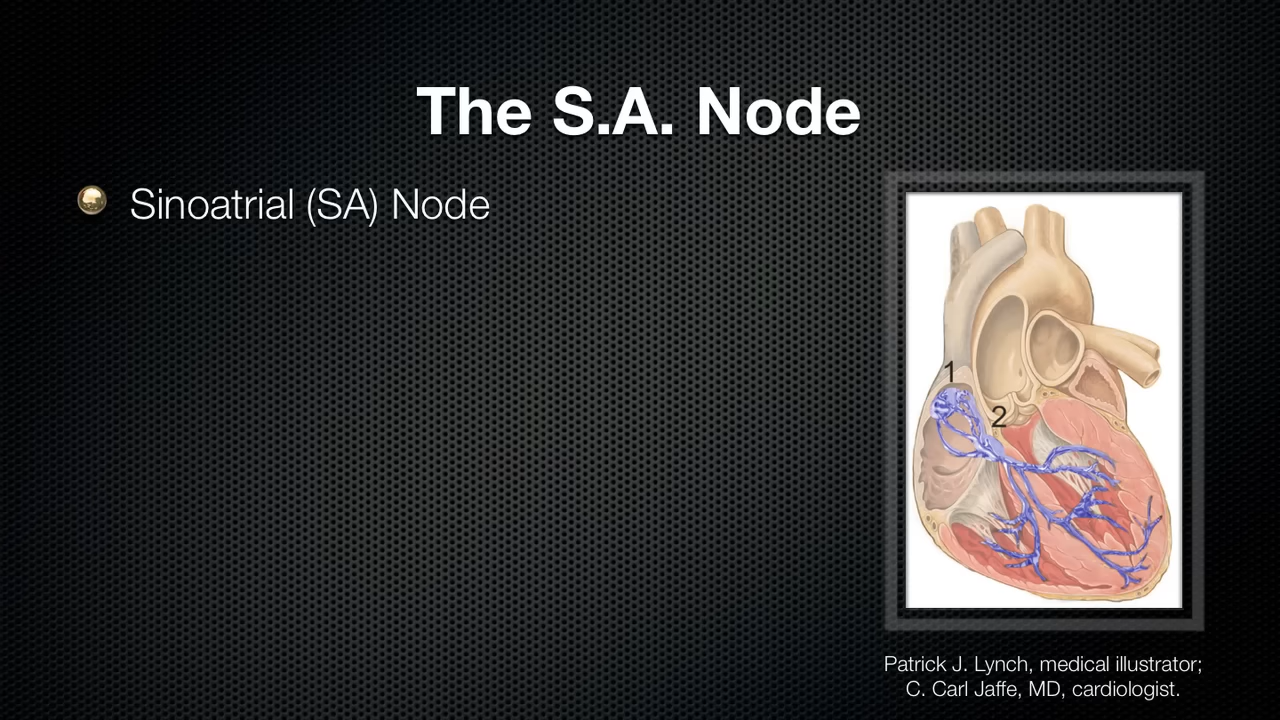 The S.A. Node
Sinoatrial (SA) Node
1
2
Patrick J. Lynch, medical illustrator;
C. Carl Jaffe, MD, cardiologist.